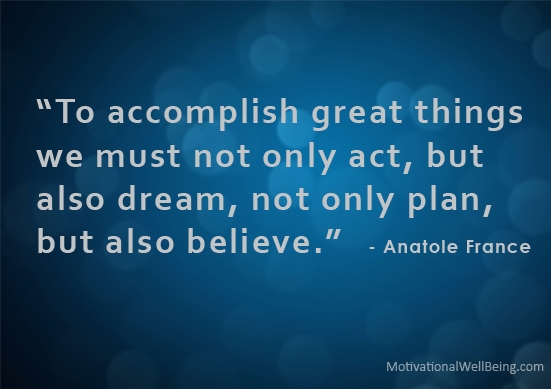 “To accomplish great things
we must not only act, but
also dream, not only plan,
but also believe.” - Anatole France
MotivationalWellBeing.com